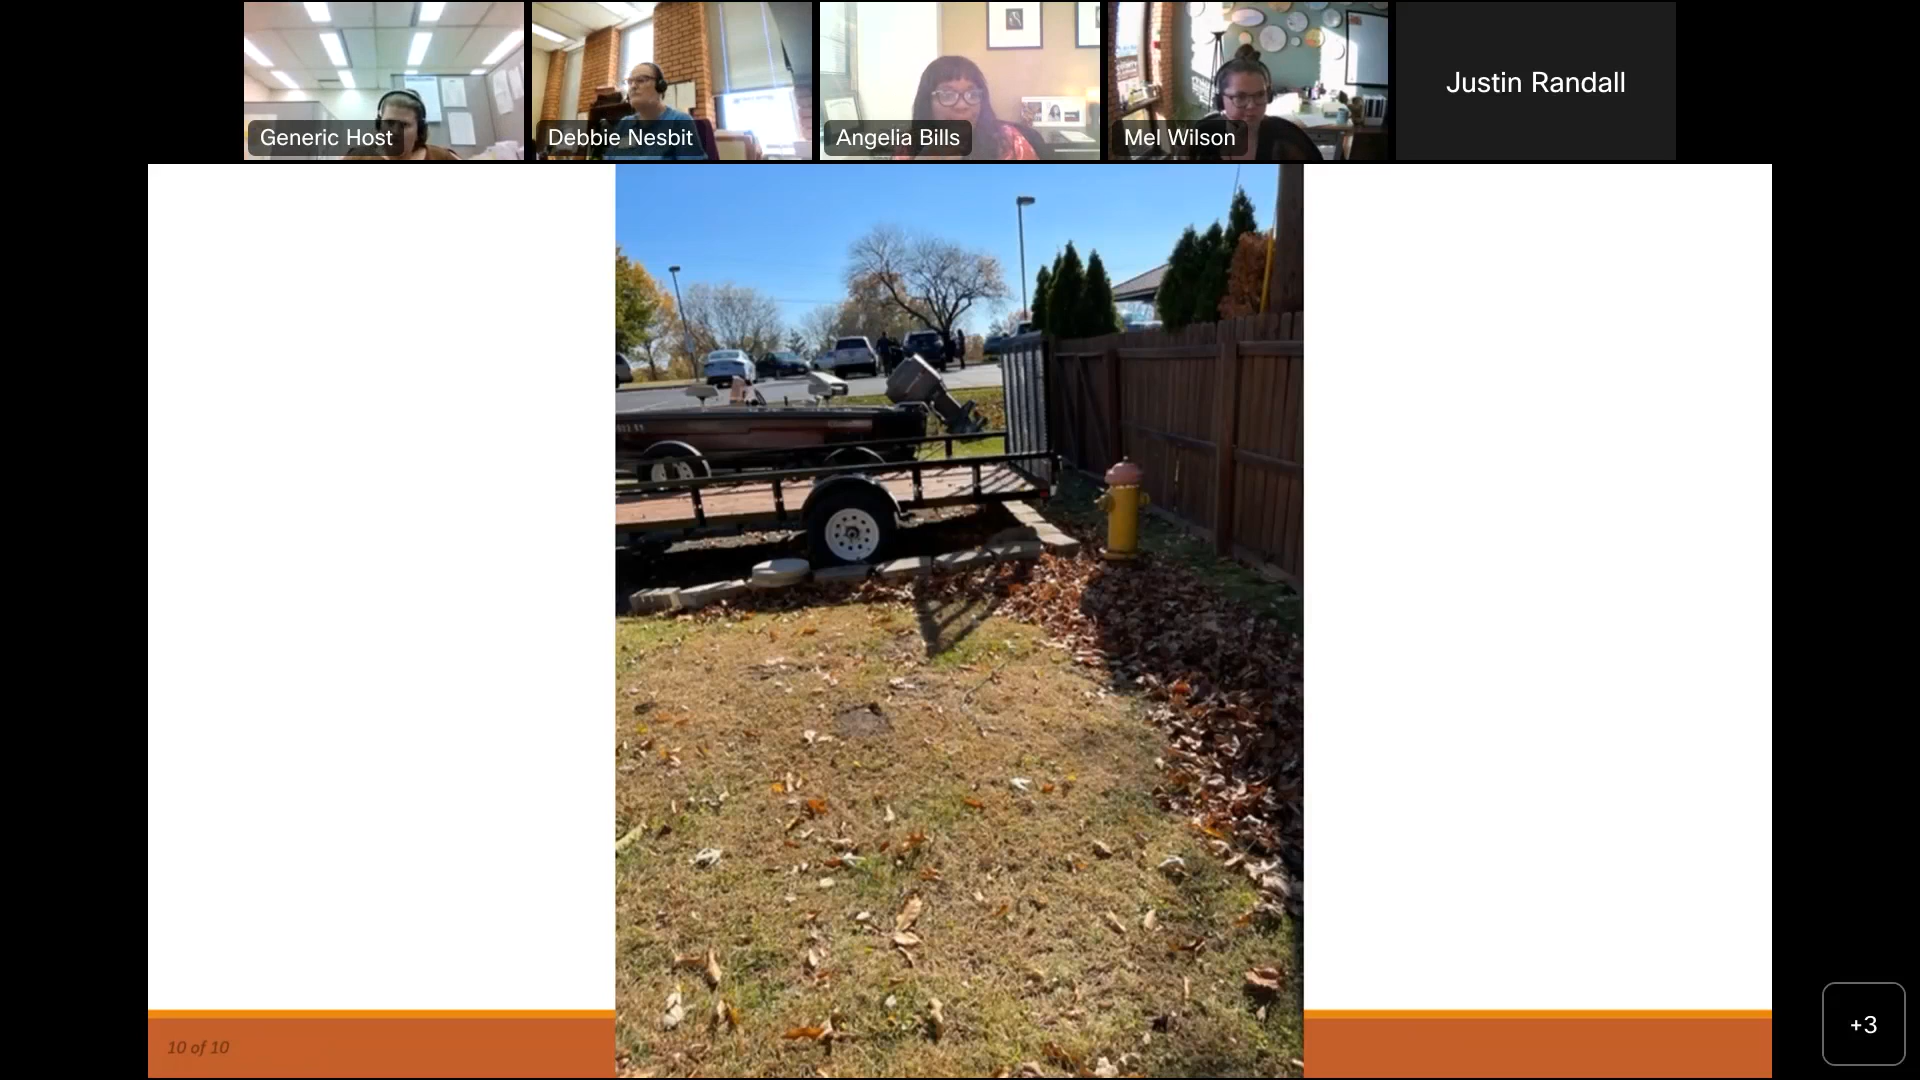 Generic Host
Debbie Nesbit
Angelia Bills
Mel Wilson
Justin Randall
10 of 10
+3